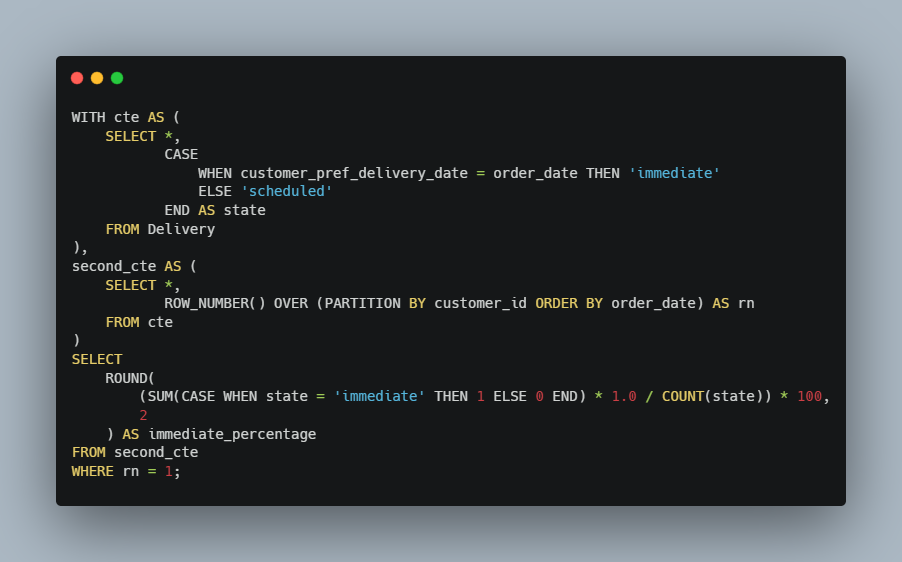 WITH cte AS (
    SELECT *,
           CASE
               WHEN customer_pref_delivery_date = order_date THEN 'immediate'
               ELSE 'scheduled'
           END AS state
    FROM Delivery
),
second_cte AS (
    SELECT *,
           ROW_NUMBER() OVER (PARTITION BY customer_id ORDER BY order_date) AS rn
    FROM cte
)
SELECT
    ROUND(
        (SUM(CASE WHEN state = 'immediate' THEN 1 ELSE 0 END) * 1.0 / COUNT(state)) * 100,
        2
    ) AS immediate_percentage
FROM second_cte
WHERE rn = 1;